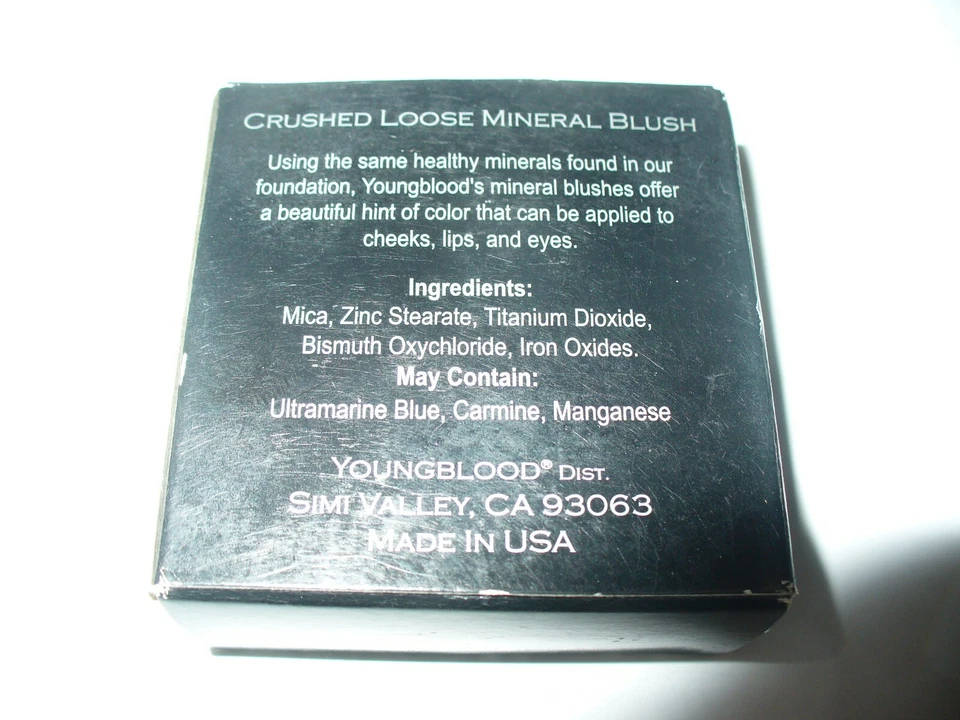 CRUSHED LOOSE MINERAL BLUSH
Using the same healthy minerals found in our
foundation, Youngblood's mineral blushes offer
a beautiful hint of color that can be applied to
cheeks, lips, and eyes.
Ingredients:
Mica, Zinc Stearate, Titanium Dioxide,
Bismuth Oxychloride, Iron Oxides.
May Contain:
Ultramarine Blue, Carmine, Manganese
YOUNGBLOOD® DIST.
SIMI VALLEY, CA 93063
MADE IN USA